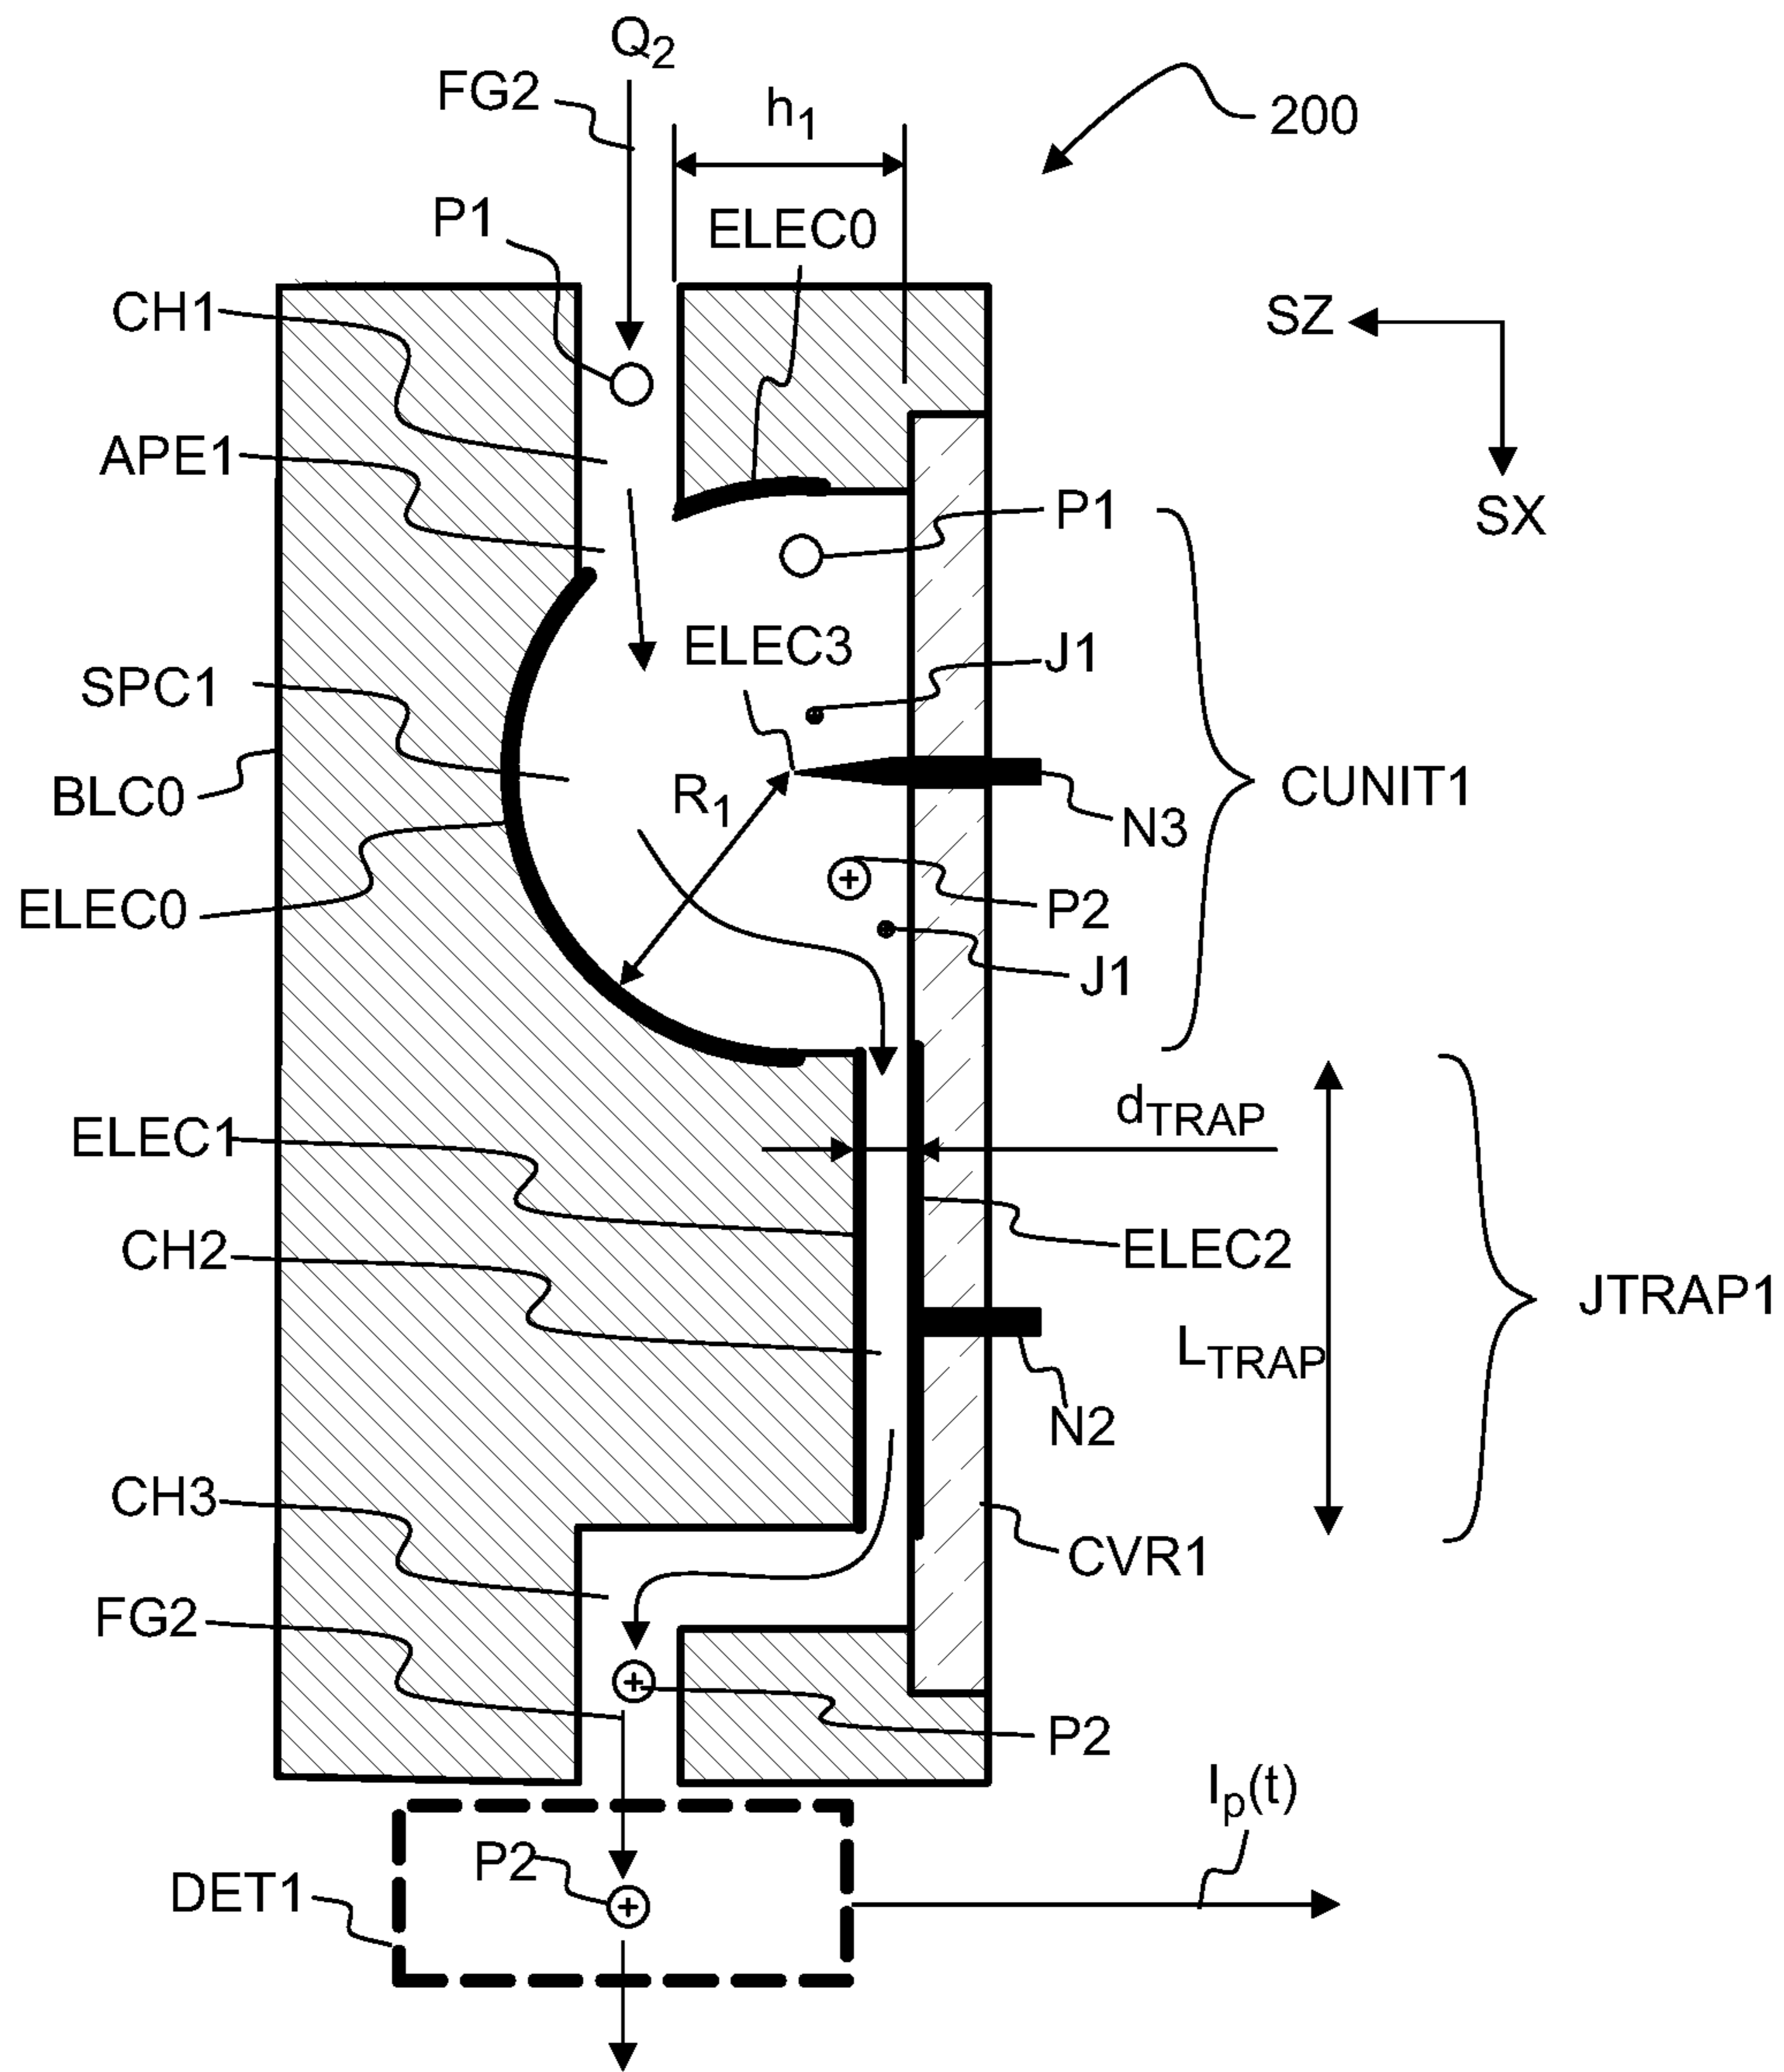 Q2
FG2
h1
200
P1
ELEC0
CH1
SZ
APE1
P1
SX
ELEC3
J1
SPC1
R1
CUNIT1
BLC0
N3
ELEC0
P2
J1
dTRAP
ELEC1
CH2
ELEC2
JTRAP1
LTRAP
N2
CH3
CVR1
FG2
P2
Ip(t)
P2
DET1